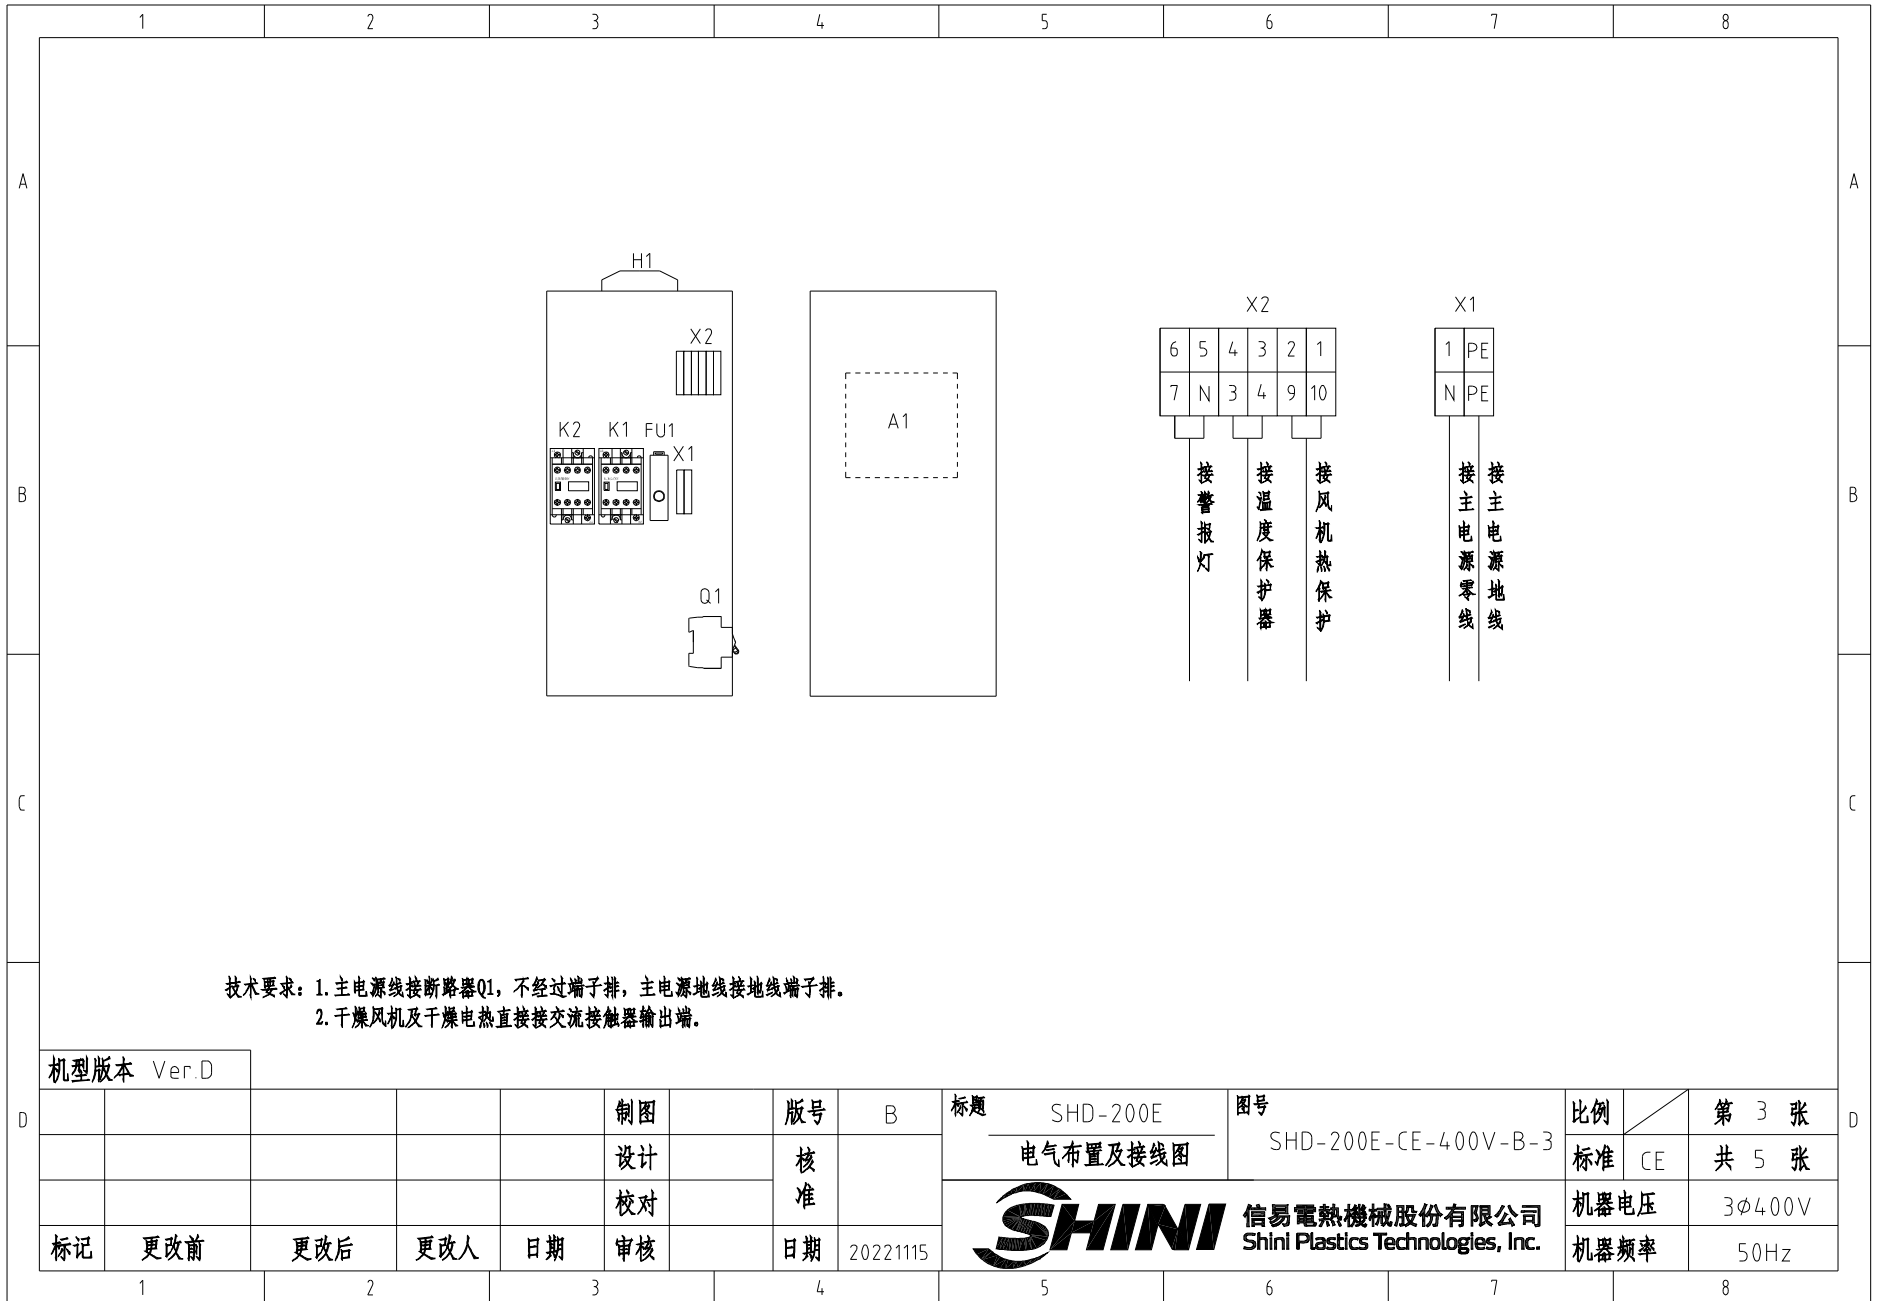 1 2 3 4 5 6 7 8
A A
H1
X2 X1
X2
6 5 4 3 2 1
1 PE
7 N 3 4 9 10
N PE
A1
K2 K1 FU1
X1
B B
接警报灯
接温度保护器
接风机热保护
接主电源零线
接主电源地线
Q1
C C
技术要求：1.主电源线接断路器Q1，不经过端子排，主电源地线接地线端子排。
2.干燥风机及干燥电热直接接交流接触器输出端。
机型版本 Ver.D
D D
制图 版号 B
标题 SHD-200E
电气布置及接线图
图号
SHD-200E-CE-400V-B-3
比例 第 3 张
设计 核准
标准 CE 共 5 张
校对
机器电压 3Φ400V
标记 更改前 更改后 更改人 日期 审核 日期 20221115
SHINI
信易電熱機械股份有限公司
Shini Plastics Technologies, Inc.
机器频率 50Hz
1 2 3 4 5 6 7 8